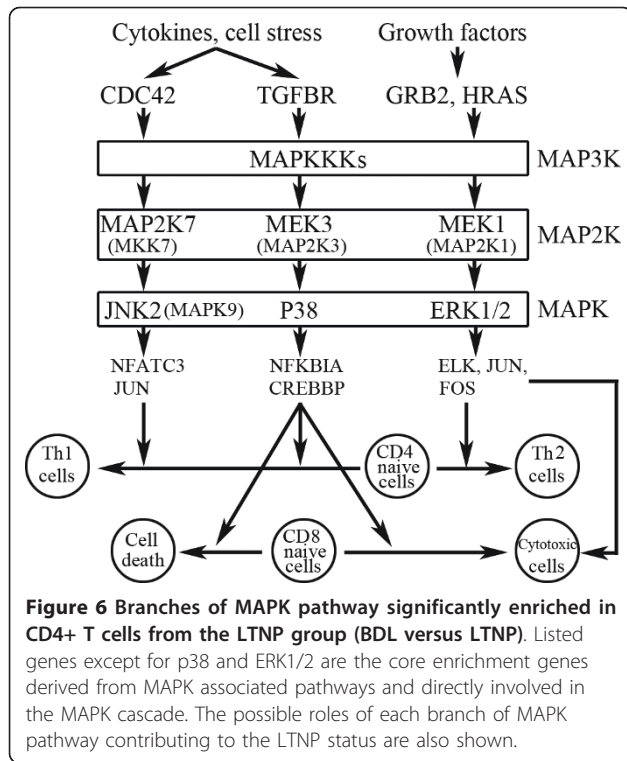 Cytokines, cell stress Growth factors
CDC42 TGFBR GRB2, HRAS
MAPKKKs MAP3K
MAP2K7 MEK3 MEK1 MAP2K
(MKK7) (MAP2K3) (MAP2K1)
JNK2(MAPK9) P38 ERK1/2 MAPK
NFATC3 NFKBIA ELK, JUN,
JUN CREBBP FOS
Th1 cells CD4 naive cells Th2 cells
Cell death CD8 naive cells Cytotoxic cells
Figure 6 Branches of MAPK pathway significantly enriched in
CD4+ T cells from the LTNP group (BDL versus LTNP). Listed
genes except for p38 and ERK1/2 are the core enrichment genes
derived from MAPK associated pathways and directly involved in
the MAPK cascade. The possible roles of each branch of MAPK
pathway contributing to the LTNP status are also shown.